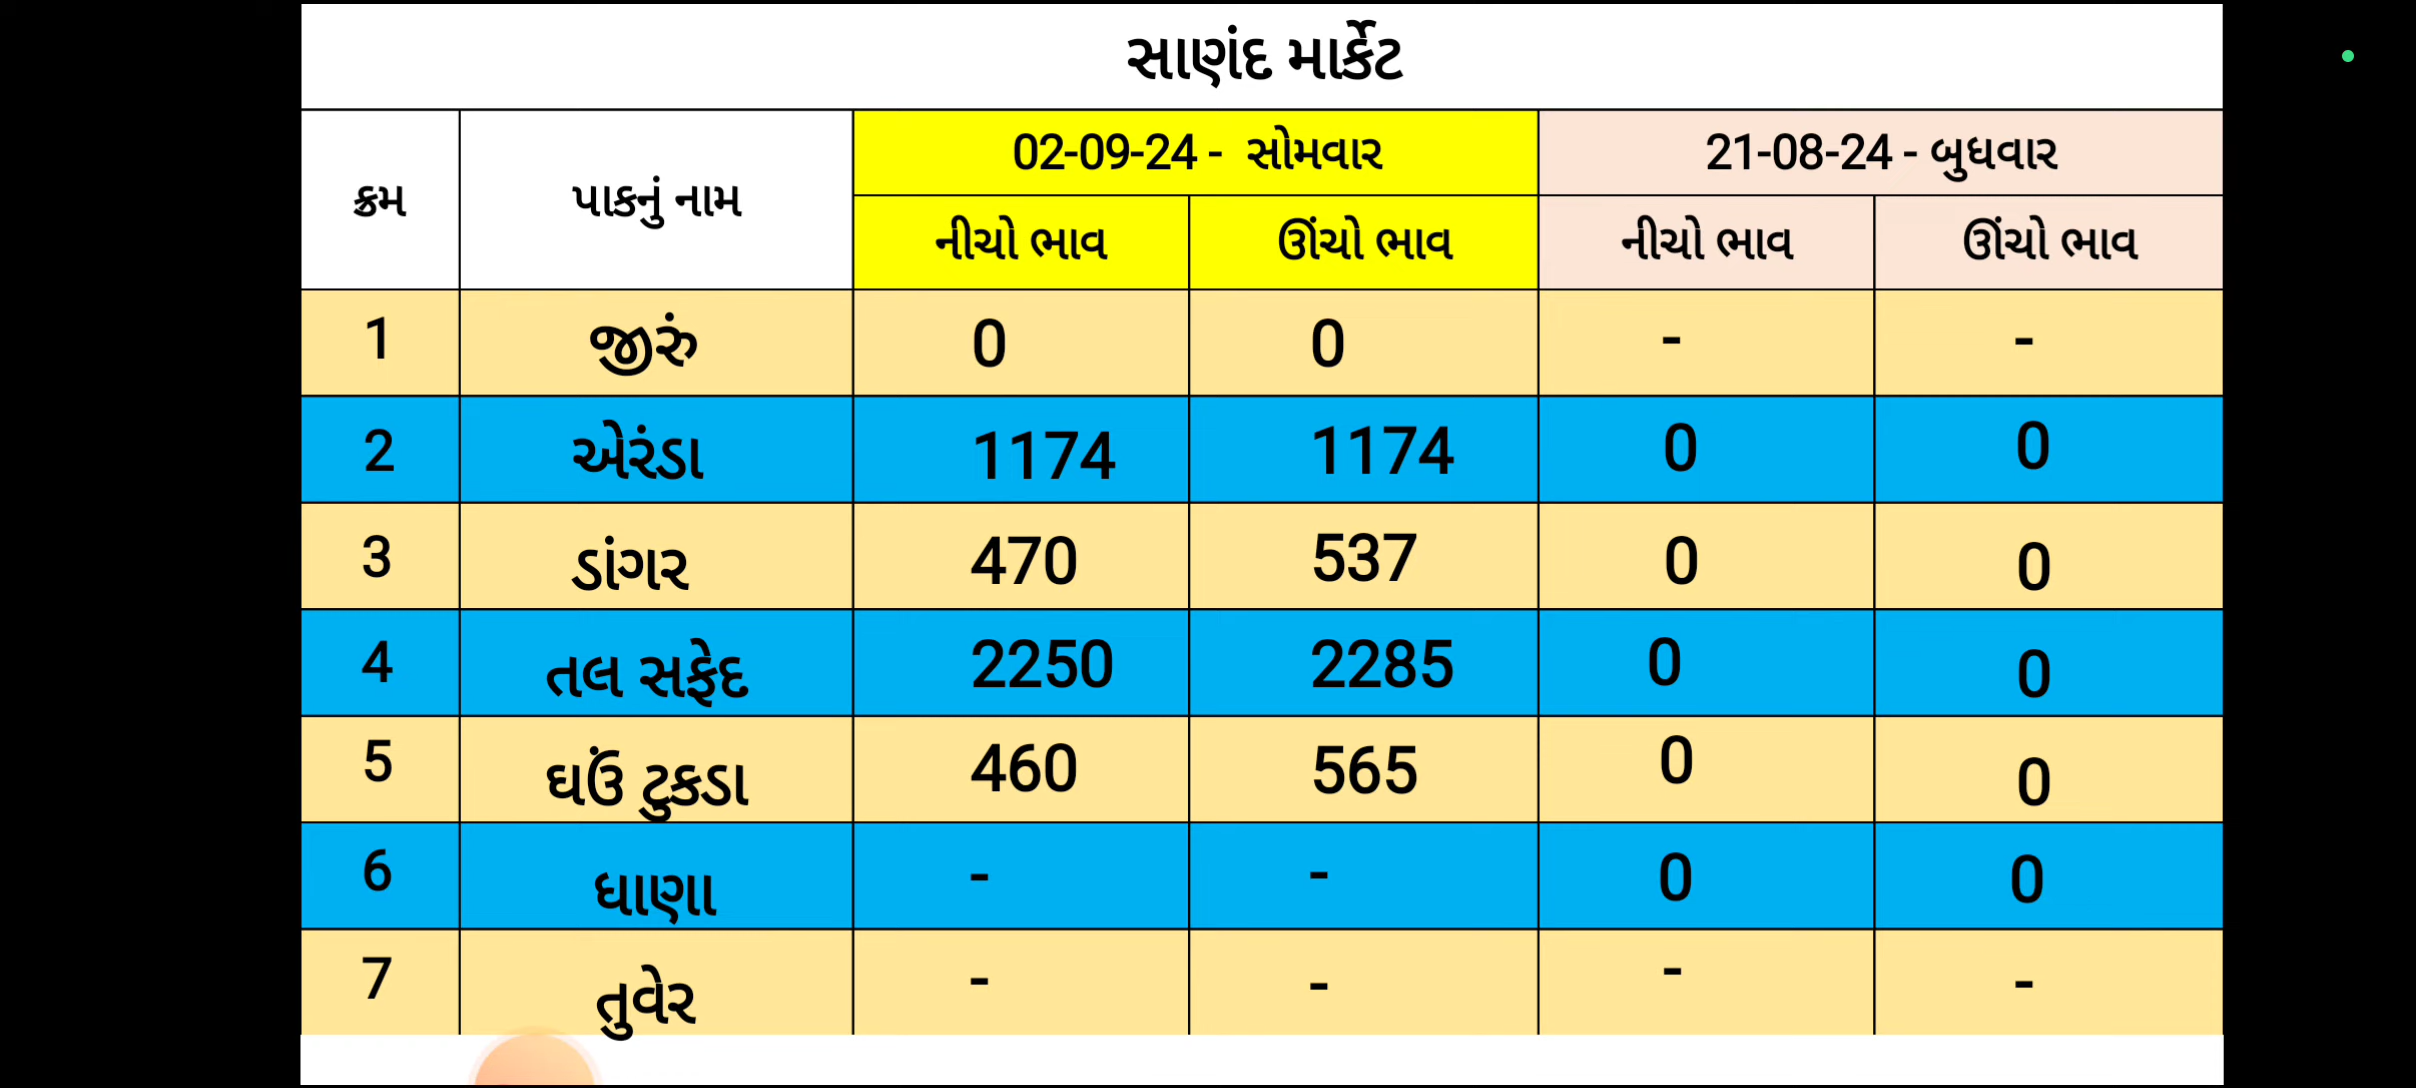 સાણંદ માર્કેટ
ક્રમ પાકનું નામ 02-09-24 - સોમવાર 21-08-24 - બુધવાર
નીચો ભાવ ઊંચો ભાવ નીચો ભાવ ઊંચો ભાવ
1 જીરું 0 0 - -
2 એરંડા 1174 1174 0 0
3 ડાંગર 470 537 0 0
4 તલ સફેદ 2250 2285 0 0
5 ઘઉં ટુકડા 460 565 0 0
6 ધાણા - - 0 0
7 તુવેર - - - -